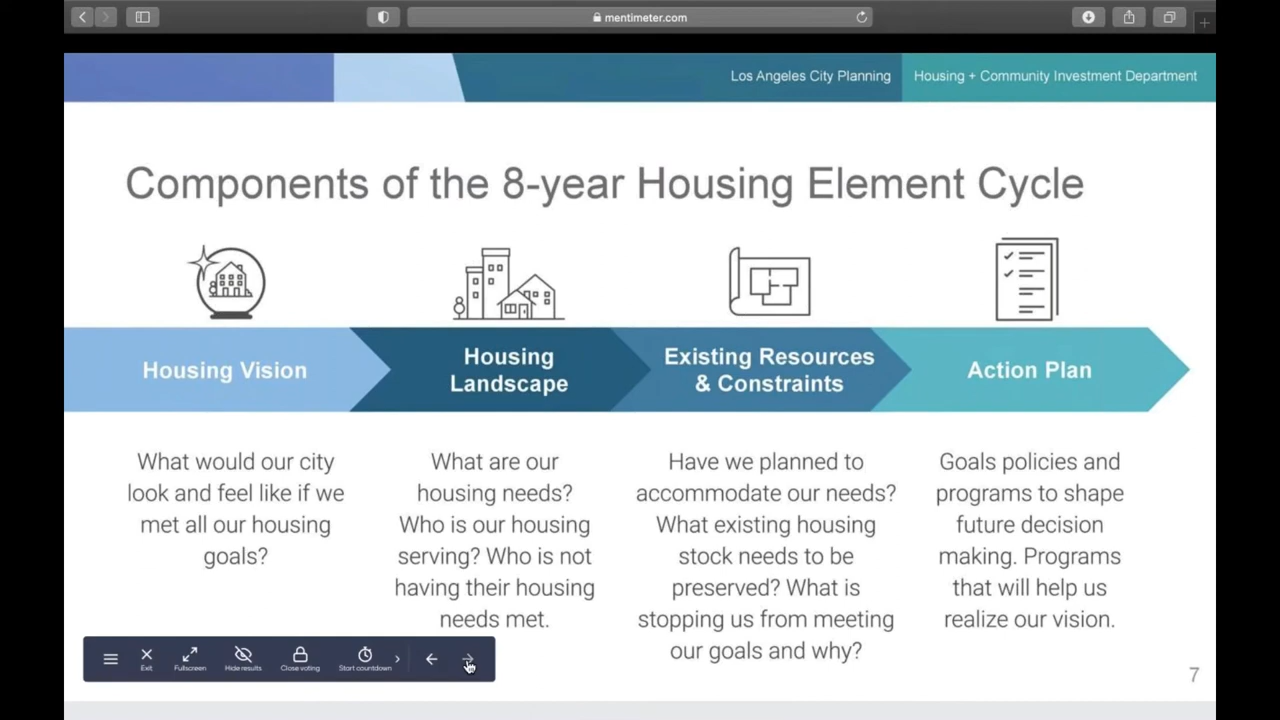 mentimeter.com
Los Angeles City Planning
Housing + Community Investment Department
Components of the 8-year Housing Element Cycle
Housing Vision
Housing
Landscape
Existing Resources
& Constraints
Action Plan
What would our city
look and feel like if we
met all our housing
goals?
What are our
housing needs?
Who is our housing
serving? Who is not
having their housing
needs met.
Have we planned to
accommodate our needs?
What existing housing
stock needs to be
preserved? What is
stopping us from meeting
our goals and why?
Goals policies and
programs to shape
future decision
making. Programs
that will help us
realize our vision.
Exit
Fullscreen
Hide results
Close voting
Start countdown
7